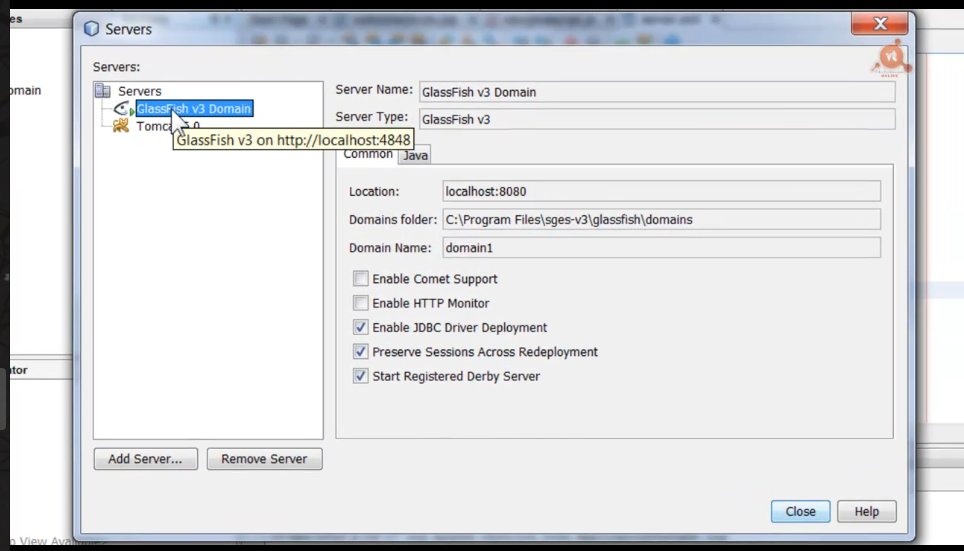 es
Servers
Servers:
omain
Servers
GlassFish v3 Domain
Tomca
.0
GlassFish v3 on http://localhost:4848
Server Name:
GlassFish v3 Domain
Server Type:
GlassFish v3
Common
Java
Location:
localhost:8080
Domains folder:
C:\Program Files\sges-v3\glassfish\domains
Domain Name:
domain1
Enable Comet Support
Enable HTTP Monitor
Enable JDBC Driver Deployment
Preserve Sessions Across Redeployment
Start Registered Derby Server
ator
Add Server...
Remove Server
Close
Help
o View Available>